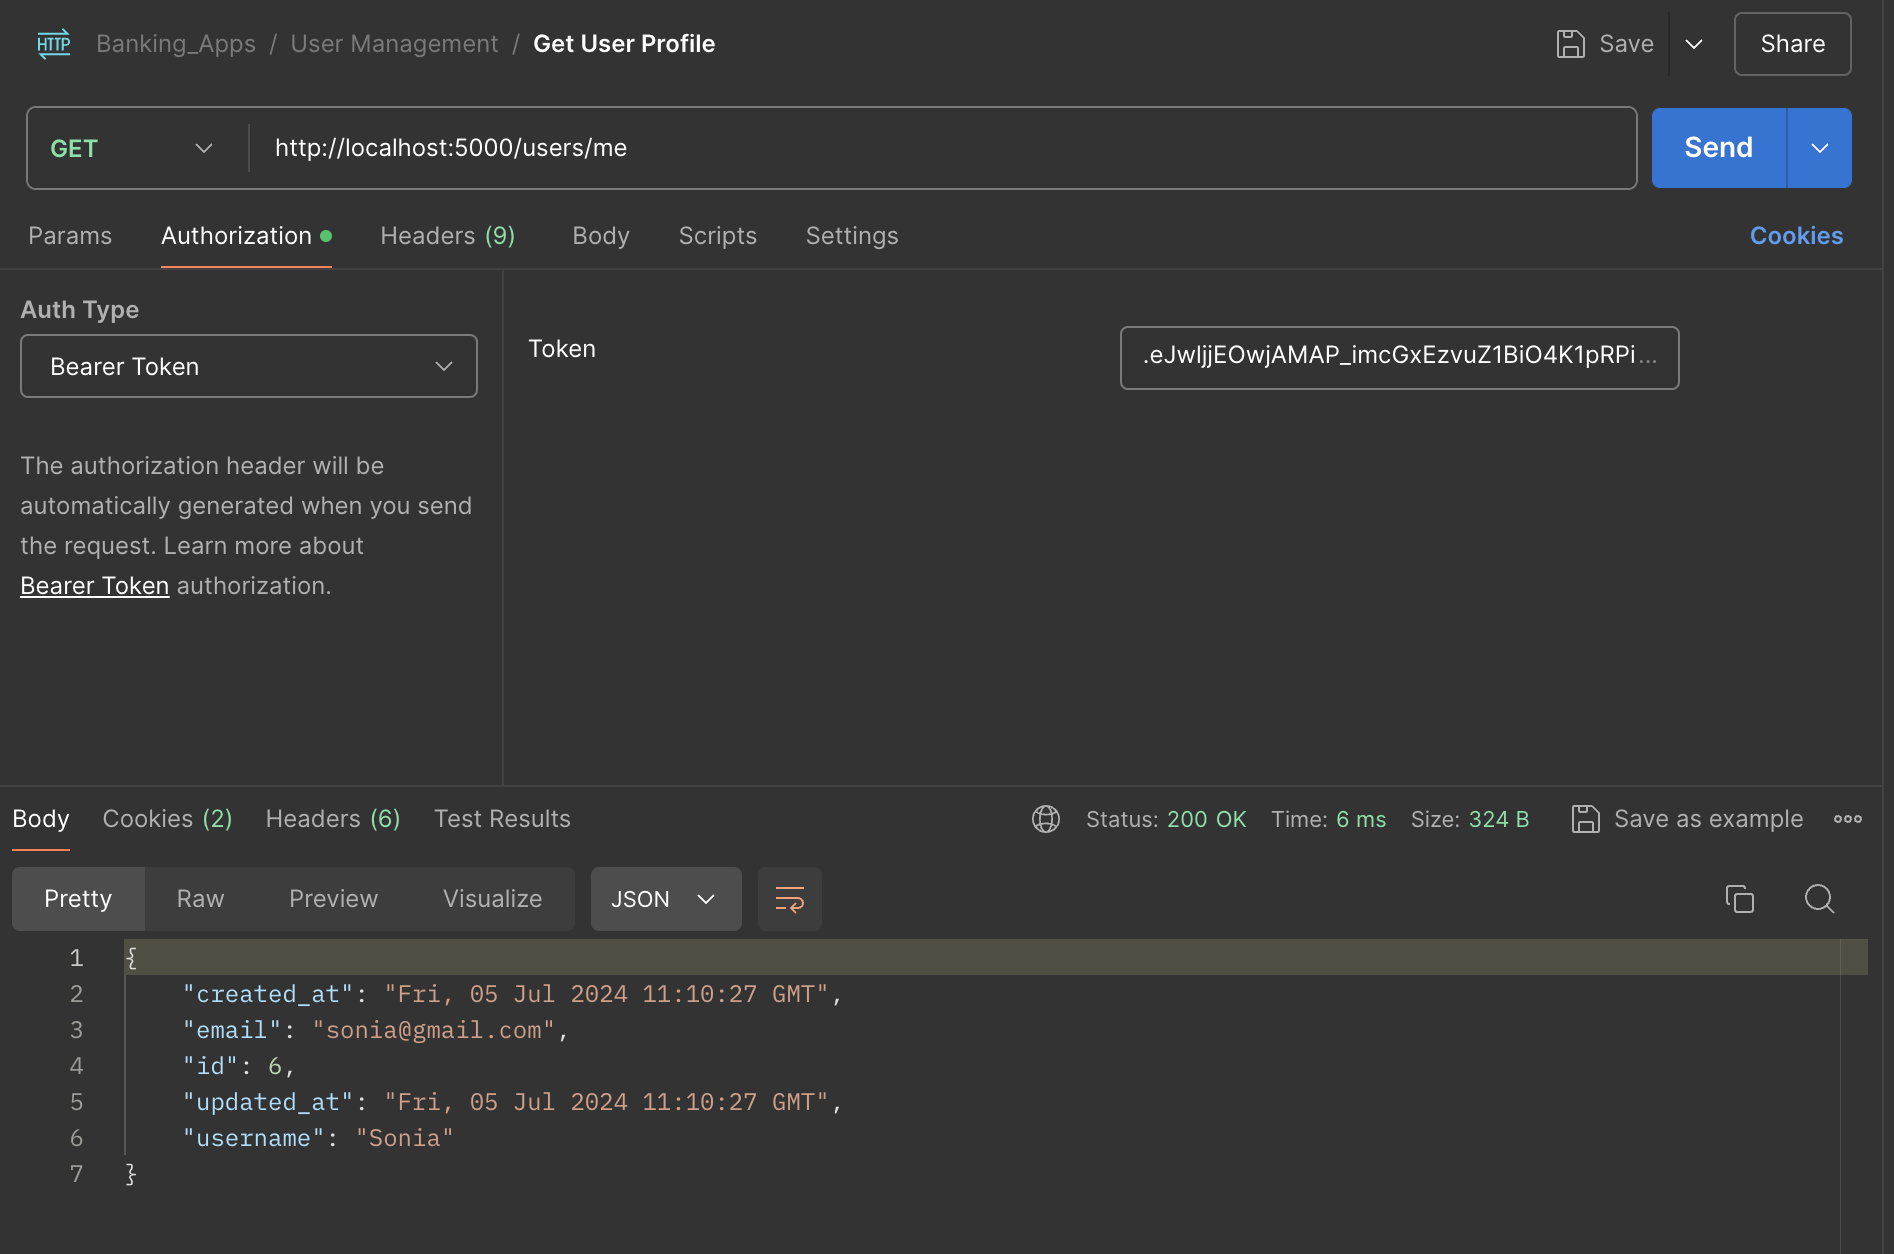 HTTP Banking_Apps / User Management / Get User Profile Save Share
GET http://localhost:5000/users/me Send
Params Authorization Headers (9) Body Scripts Settings Cookies
Auth Type
Bearer Token
Token .eJwljjEOwjAMAP_imcGxEzvuZ1BiO4K1pRPi...
The authorization header will be
automatically generated when you send
the request. Learn more about
Bearer Token authorization.
Body Cookies (2) Headers (6) Test Results Status: 200 OK Time: 6 ms Size: 324 B Save as example
Pretty Raw Preview Visualize JSON
1 {
2 "created_at": "Fri, 05 Jul 2024 11:10:27 GMT",
3 "email": "sonia@gmail.com",
4 "id": 6,
5 "updated_at": "Fri, 05 Jul 2024 11:10:27 GMT",
6 "username": "Sonia"
7 }